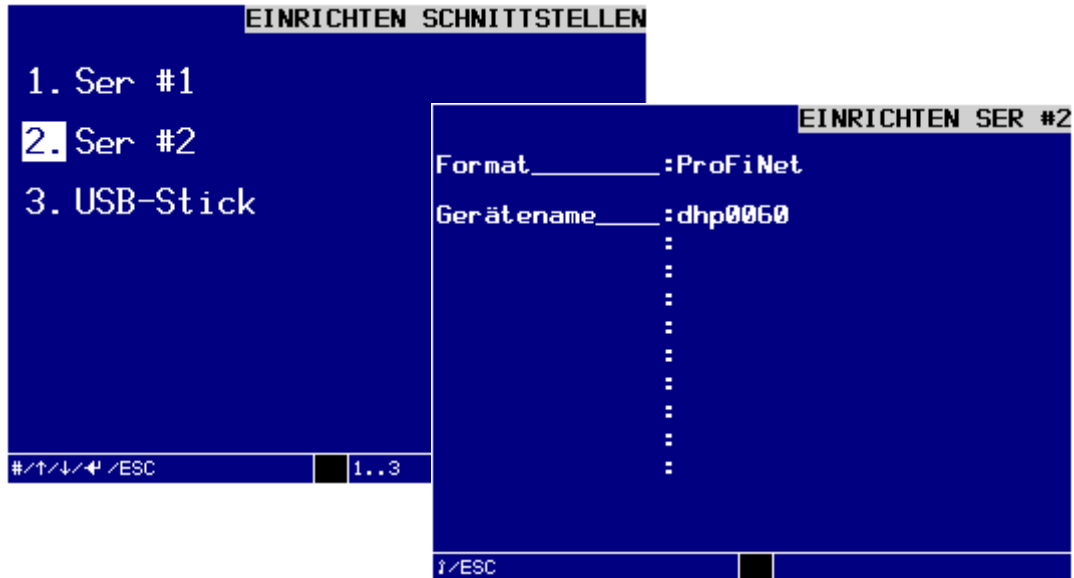 EINRICHTEN SCHNITTSTELLEN
1. Ser #1
2. Ser #2
3. USB-Stick
#/↑/↓/↵/ESC
1..3
EINRICHTEN SER #2
Format_________:ProFiNet
Gerätename_____:dhp0060
:
:
:
:
:
:
:
:
:
↕/ESC